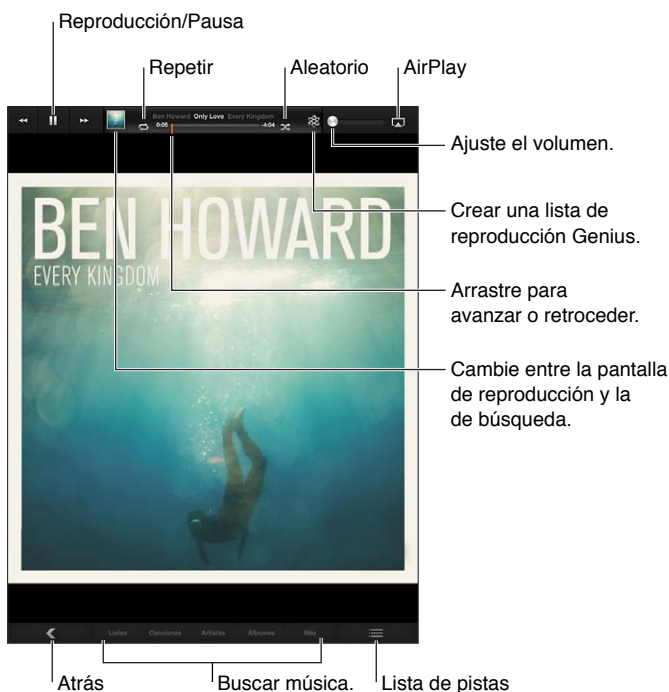 Reproducción/Pausa
Repetir
Aleatorio
AirPlay
Ben Howard Only Love Every Kingdom
0:05
-4:04
Ajuste el volumen.
BEN HOWARD
EVERY KINGDOM
Crear una lista de
reproducción Genius.
Arrastre para
avanzar o retroceder.
Cambie entre la pantalla
de reproducción y la
de búsqueda.
Listas Canciones Artistas Álbumes Más
Atrás
Buscar música.
Lista de pistas